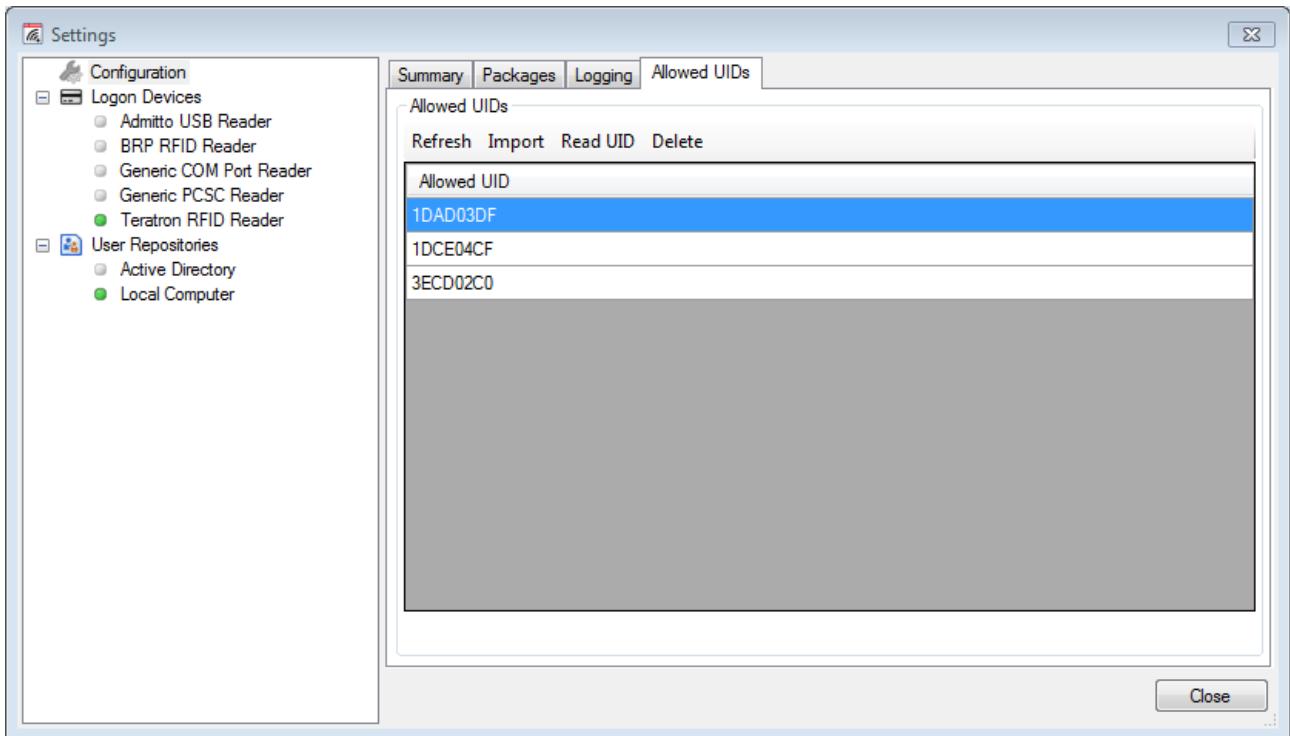 Settings
Configuration
Logon Devices
Admitto USB Reader
BRP RFID Reader
Generic COM Port Reader
Generic PCSC Reader
Teratron RFID Reader
User Repositories
Active Directory
Local Computer
Summary Packages Logging Allowed UIDs
Allowed UIDs
Refresh Import Read UID Delete
Allowed UID
1DAD03DF
1DCE04CF
3ECD02C0
Close